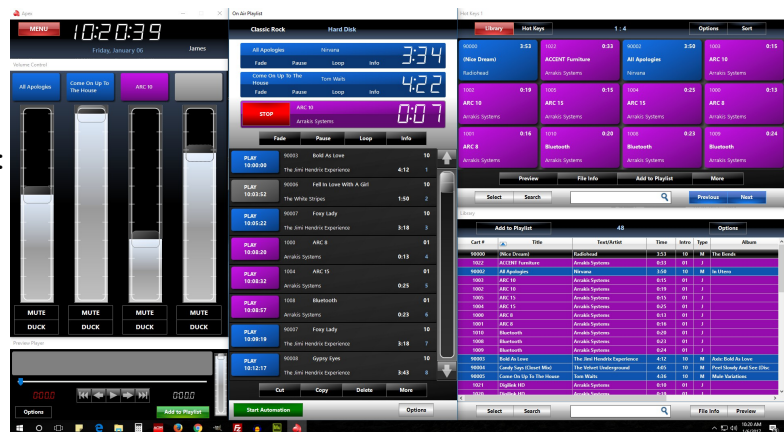 Apex
MENU
10:20:39
Friday, January 06
James
Volume Control
All Apologies
Come On Up To The House
ARC 10
MUTE
MUTE
MUTE
MUTE
DUCK
DUCK
DUCK
DUCK
Preview Player
00:00
00:00
Options
Add to Playlist
On Air Playlist
Classic Rock
Hard Disk
All Apologies
Nirvana
3:34
Fade
Pause
Loop
Info
Come On Up To The House
Tom Waits
4:22
Fade
Pause
Loop
Info
STOP
ARC 10
Arrakis Systems
0:07
Fade
Pause
Loop
Info
PLAY 10:00:00
90003 Bold As Love 10
The Jimi Hendrix Experience 4:12 1
PLAY 10:03:52
90006 Fell In Love With A Girl 10
The White Stripes 1:50 2
PLAY 10:05:22
90007 Foxy Lady 10
The Jimi Hendrix Experience 3:18 3
PLAY 10:08:20
1000 ARC 8 01
Arrakis Systems 0:13 4
PLAY 10:08:32
1004 ARC 15 01
Arrakis Systems 0:25 5
PLAY 10:08:57
1008 Bluetooth 01
Arrakis Systems 0:23 6
PLAY 10:09:19
90007 Foxy Lady 10
The Jimi Hendrix Experience 3:18 7
PLAY 10:12:17
90008 Gypsy Eyes 10
The Jimi Hendrix Experience 3:43 8
Cut
Copy
Delete
More
Start Automation
Options
Hot Keys 1
Library
Hot Keys
1 : 4
Options
Sort
90000 3:53
(Nice Dream)
Radiohead
1022 0:33
ACCENT Furniture
Arrakis Systems
90002 3:50
All Apologies
Nirvana
1003 0:15
ARC 10
Arrakis Systems
1002 0:19
ARC 10
Arrakis Systems
1005 0:15
ARC 15
Arrakis Systems
1004 0:25
ARC 15
Arrakis Systems
1000 0:13
ARC 8
Arrakis Systems
1001 0:16
ARC 8
Arrakis Systems
1010 0:20
Bluetooth
Arrakis Systems
1008 0:23
Bluetooth
Arrakis Systems
1009 0:24
Bluetooth
Arrakis Systems
Preview
File Info
Add to Playlist
More
Select
Search
Previous
Next
Library
Add to Playlist
48
Options
Cart # Title Text/Artist Time Intro Type Album
90000 (Nice Dream) Radiohead 3:53 10 M The Bends
1022 ACCENT Furniture Arrakis Systems 0:33 01 J
90002 All Apologies Nirvana 3:50 10 M In Utero
1003 ARC 10 Arrakis Systems 0:15 01 J
1002 ARC 10 Arrakis Systems 0:19 01 J
1005 ARC 15 Arrakis Systems 0:15 01 J
1004 ARC 15 Arrakis Systems 0:25 01 J
1000 ARC 8 Arrakis Systems 0:13 01 J
1001 ARC 8 Arrakis Systems 0:16 01 J
1010 Bluetooth Arrakis Systems 0:20 01 J
1008 Bluetooth Arrakis Systems 0:23 01 J
1009 Bluetooth Arrakis Systems 0:24 01 J
90003 Bold As Love The Jimi Hendrix Experience 4:12 10 M Axis: Bold As Love
90004 Candy Says (Closet Mix) The Velvet Underground 4:05 10 M Peel Slowly And See (Disc
90005 Come On Up To The House Tom Waits 4:36 10 M Mule Variations
1021 Digilink HD Arrakis Systems 0:10 01 J
1020 Digilink HD Arrakis Systems 0:19 01 J
Select
Search
File Info
Preview
10:20 AM
1/6/2017